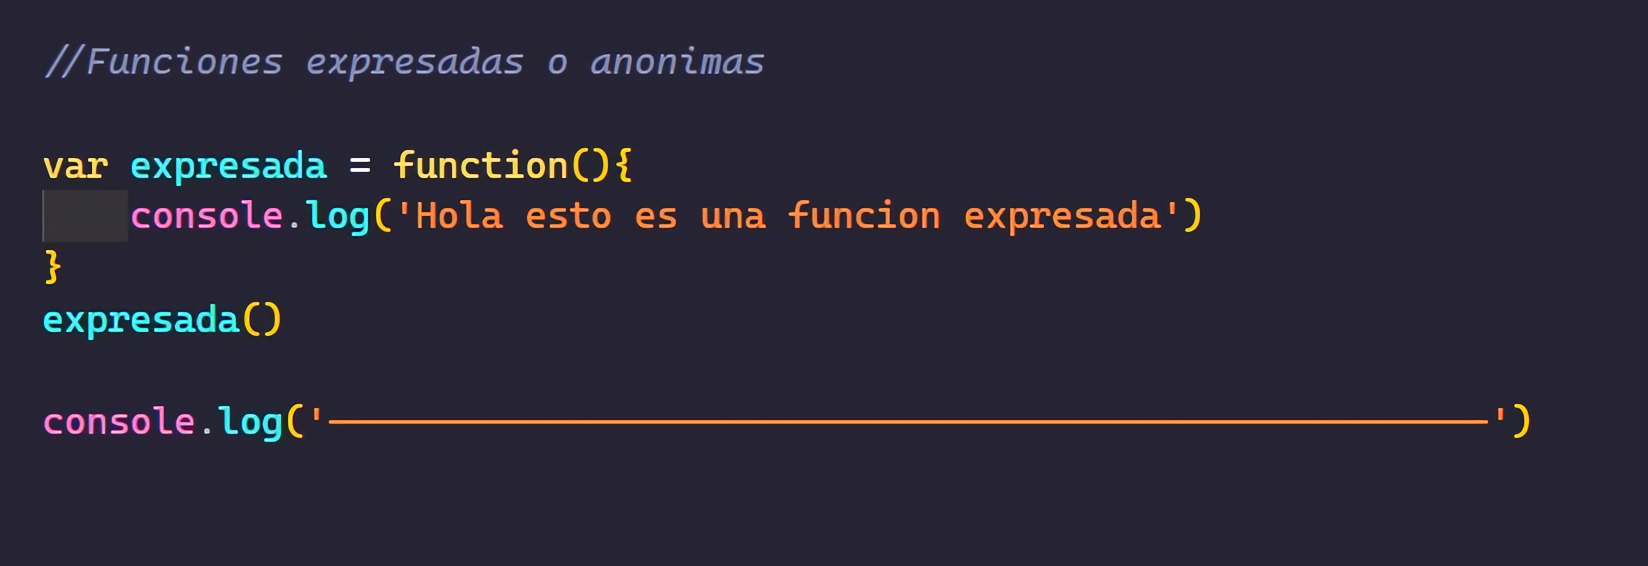 //Funciones expresadas o anonimas
var expresada = function(){
    console.log('Hola esto es una funcion expresada')
}
expresada()
console.log('—————————————————————————————————————————————————————')